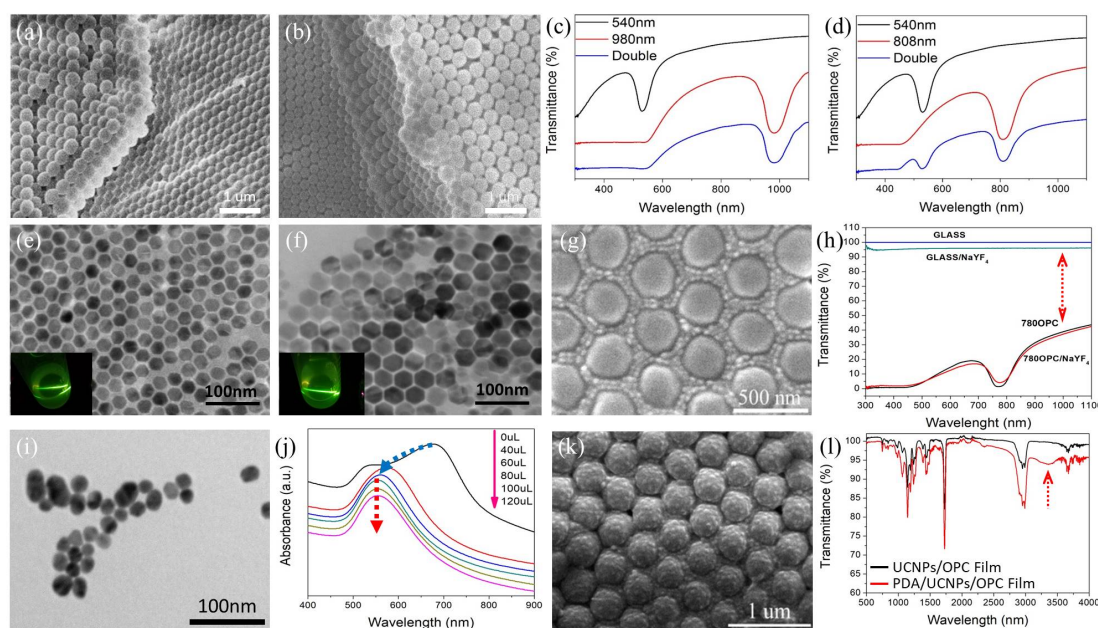 (a)
1 um
(b)
1 um
(c)
540nm
980nm
Double
Transmittance (%)
400 600 800 1000
Wavelength (nm)
(d)
540nm
808nm
Double
Transmittance (%)
400 600 800 1000
Wavelength (nm)
(e)
100nm
(f)
100nm
(g)
500 nm
(h)
GLASS
GLASS/NaYF4
780OPC
780OPC/NaYF4
Transmittance (%)
100
90
80
70
60
50
40
30
20
10
0
300 400 500 600 700 800 900 1000 1100
Wavelenght (nm)
(i)
100nm
(j)
0uL
40uL
60uL
80uL
100uL
120uL
Absorbance (a.u.)
400 500 600 700 800 900
Wavelenght (nm)
(k)
1 um
(l)
Transmittance (%)
100
95
90
85
80
75
70
65
60
UCNPs/OPC Film
PDA/UCNPs/OPC Film
500 1000 1500 2000 2500 3000 3500 4000
Wavelenght (nm)